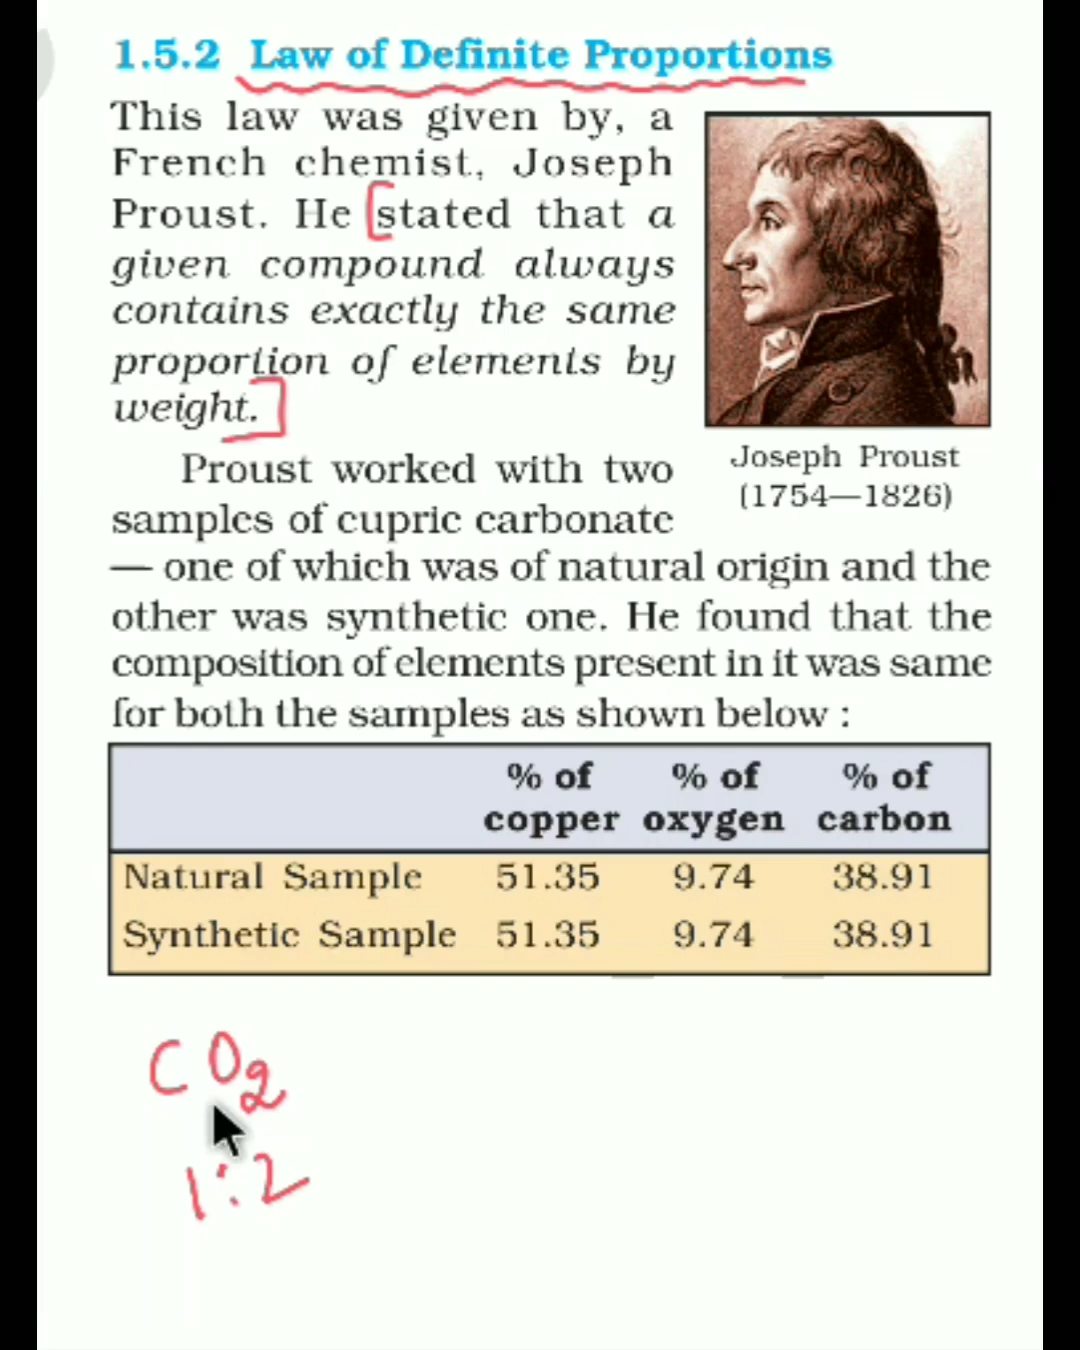 1.5.2 Law of Definite Proportions
This law was given by, a
French chemist, Joseph
Proust. He stated that a
given compound always
contains exactly the same
proportion of elements by
weight.
Joseph Proust
(1754—1826)
Proust worked with two
samples of cupric carbonate
— one of which was of natural origin and the
other was synthetic one. He found that the
composition of elements present in it was same
for both the samples as shown below :
% of % of % of
copper oxygen carbon
Natural Sample 51.35 9.74 38.91
Synthetic Sample 51.35 9.74 38.91
CO2
1:2